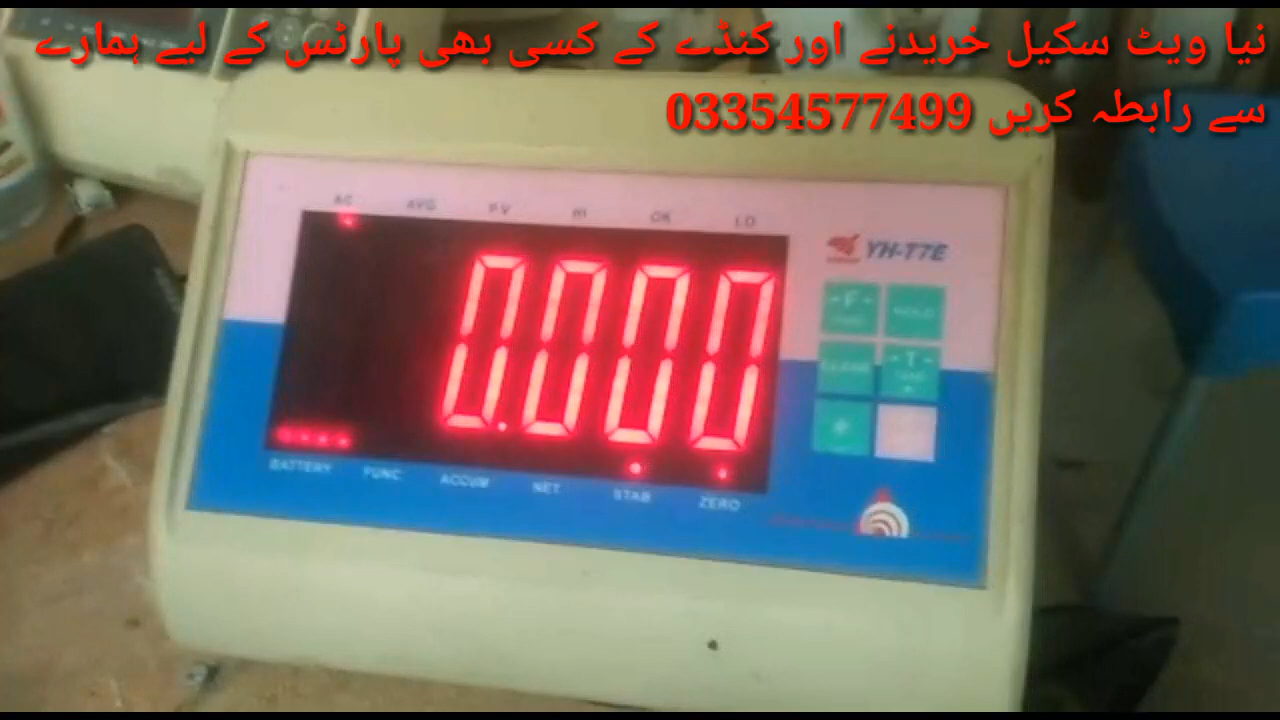 نیا ویٹ سکیل خریدنے اور کنڈے کے کسی بھی پارٹس کے لیے ہمارے
سے رابطہ کریں 03354577499
AC AVG P.V HI OK LO
YH-T7E
0.000
-F-
HOLD
-T-
BATTERY FUNC ACCUM NET STAB ZERO